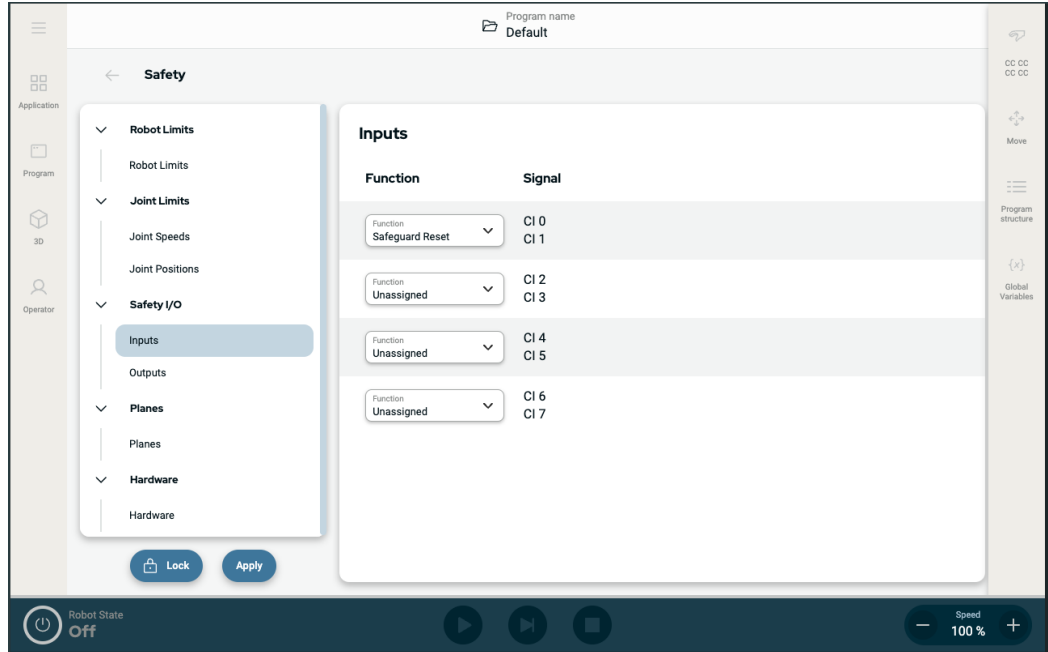 Program name
Default
Application
Program
3D
Operator
Safety
Robot Limits
Robot Limits
Joint Limits
Joint Speeds
Joint Positions
Safety I/O
Inputs
Outputs
Planes
Planes
Hardware
Hardware
Lock
Apply
Inputs
Function
Signal
Function
Safeguard Reset
CI 0
CI 1
Function
Unassigned
CI 2
CI 3
Function
Unassigned
CI 4
CI 5
Function
Unassigned
CI 6
CI 7
CC CC
CC CC
Move
Program
structure
{x}
Global
Variables
Robot State
Off
Speed
100 %